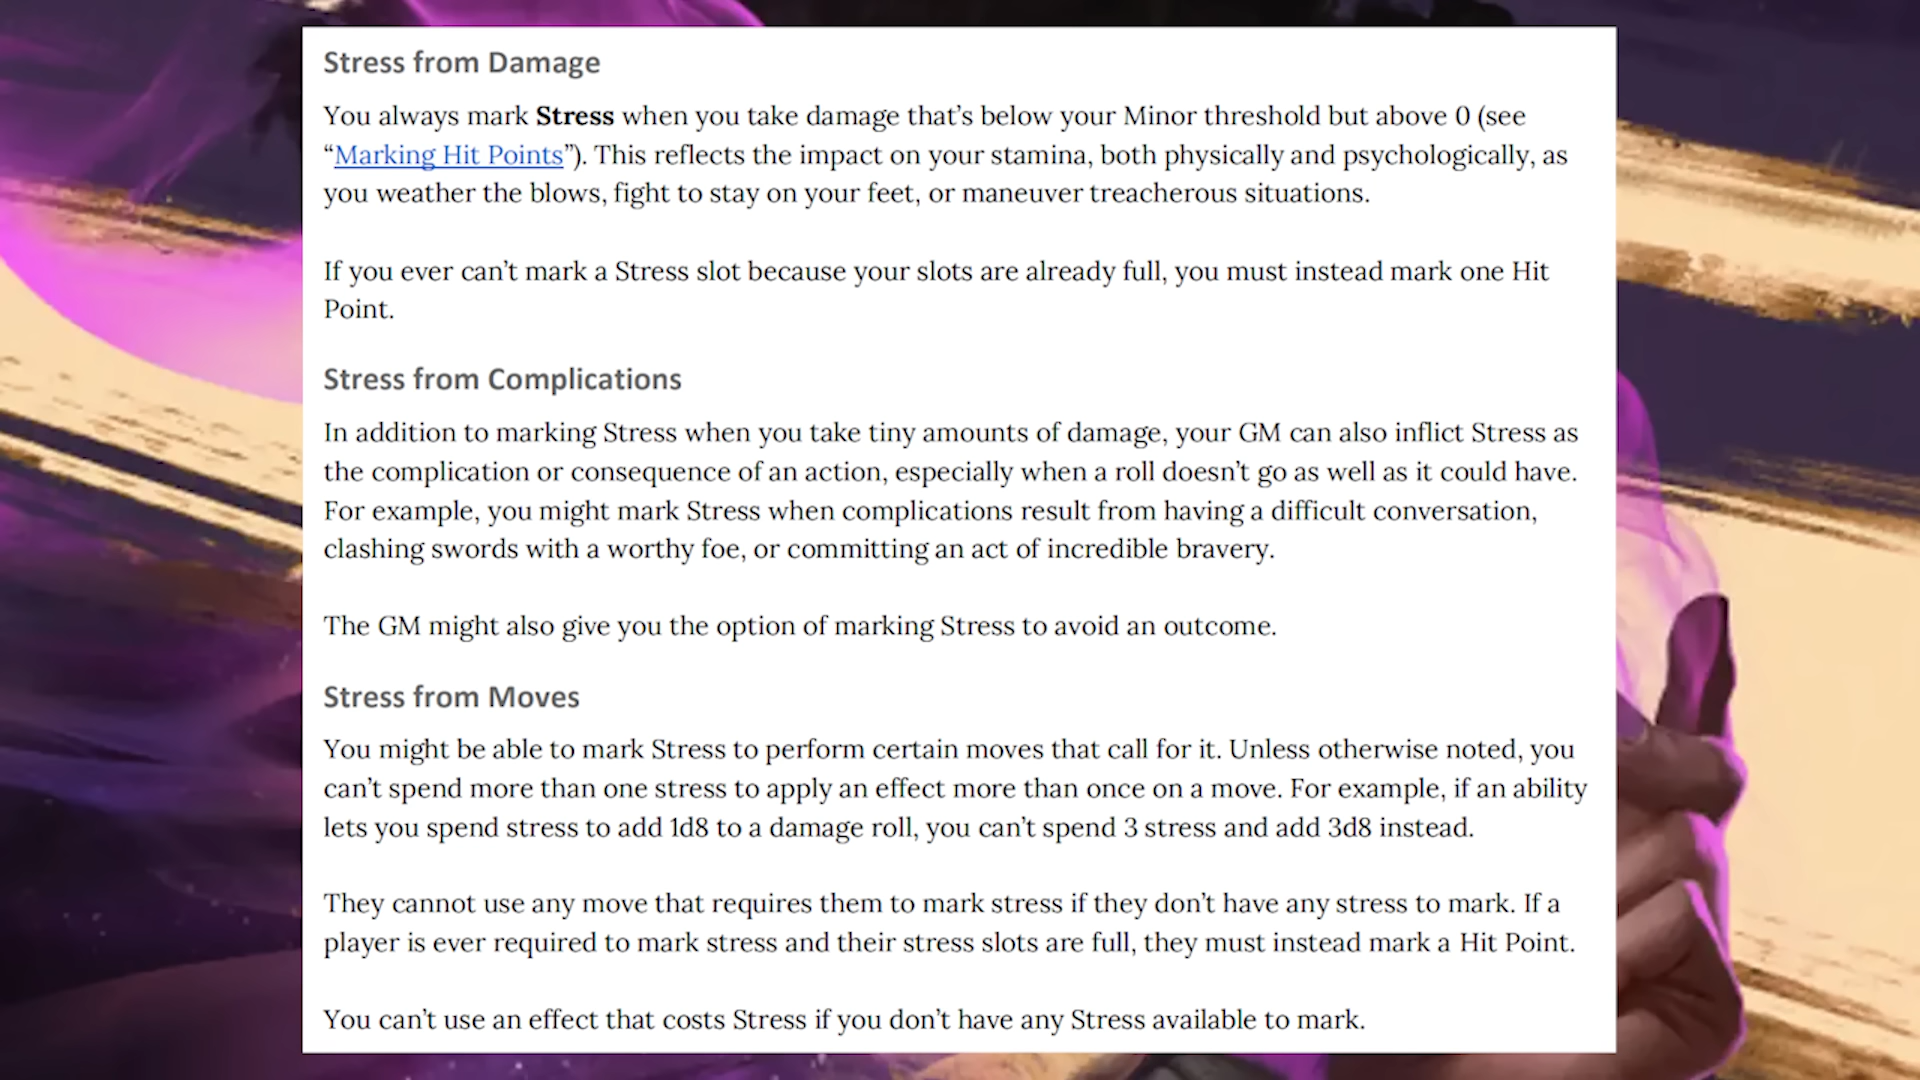 Stress from Damage
You always mark Stress when you take damage that’s below your Minor threshold but above 0 (see
“Marking Hit Points”). This reflects the impact on your stamina, both physically and psychologically, as
you weather the blows, fight to stay on your feet, or maneuver treacherous situations.
If you ever can’t mark a Stress slot because your slots are already full, you must instead mark one Hit
Point.
Stress from Complications
In addition to marking Stress when you take tiny amounts of damage, your GM can also inflict Stress as
the complication or consequence of an action, especially when a roll doesn’t go as well as it could have.
For example, you might mark Stress when complications result from having a difficult conversation,
clashing swords with a worthy foe, or committing an act of incredible bravery.
The GM might also give you the option of marking Stress to avoid an outcome.
Stress from Moves
You might be able to mark Stress to perform certain moves that call for it. Unless otherwise noted, you
can’t spend more than one stress to apply an effect more than once on a move. For example, if an ability
lets you spend stress to add 1d8 to a damage roll, you can’t spend 3 stress and add 3d8 instead.
They cannot use any move that requires them to mark stress if they don’t have any stress to mark. If a
player is ever required to mark stress and their stress slots are full, they must instead mark a Hit Point.
You can’t use an effect that costs Stress if you don’t have any Stress available to mark.